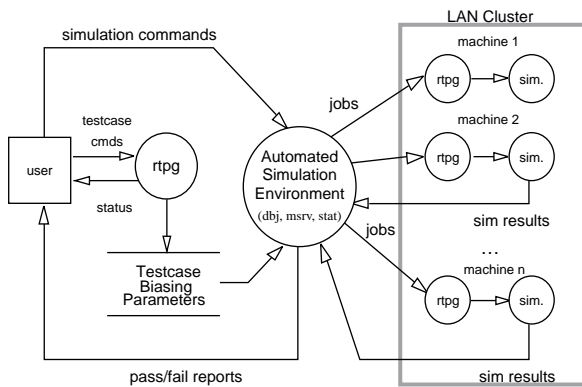 LAN Cluster
simulation commands
machine 1
rtpg
sim.
jobs
testcase
cmds
machine 2
user
rtpg
rtpg
sim.
Automated
Simulation
Environment
(dbj, msrv, stat)
status
sim results
jobs
...
Testcase
Biasing
Parameters
machine n
rtpg
sim.
pass/fail reports
sim results